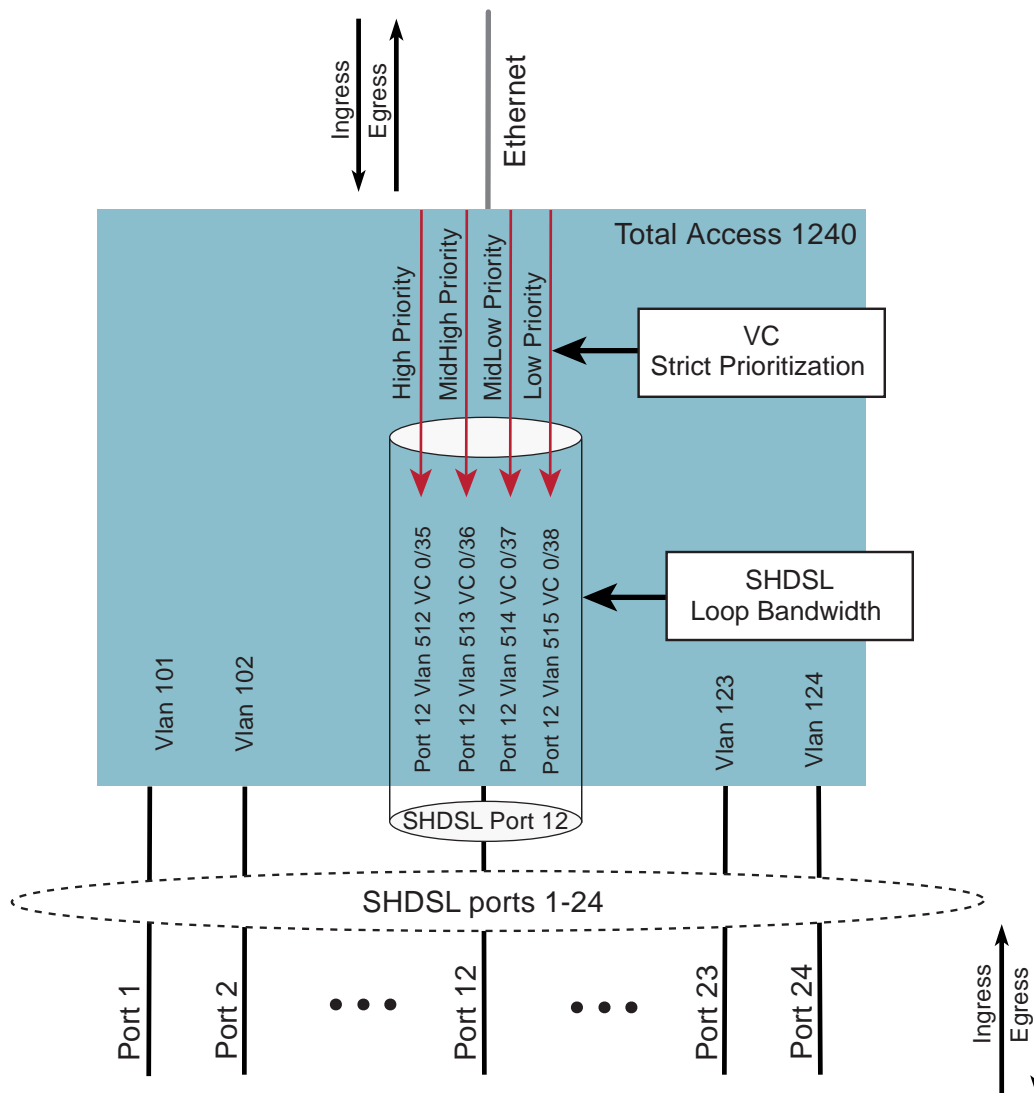 Ingress
Egress
Ethernet
Total Access 1240
High Priority
MidHigh Priority
MidLow Priority
Low Priority
VC
Strict Prioritization
Port 12 Vlan 512 VC 0/35
Port 12 Vlan 513 VC 0/36
Port 12 Vlan 514 VC 0/37
Port 12 Vlan 515 VC 0/38
SHDSL
Loop Bandwidth
Vlan 101
Vlan 102
Vlan 123
Vlan 124
SHDSL Port 12
SHDSL ports 1-24
Port 1
Port 2
Port 12
Port 23
Port 24
Ingress
Egress